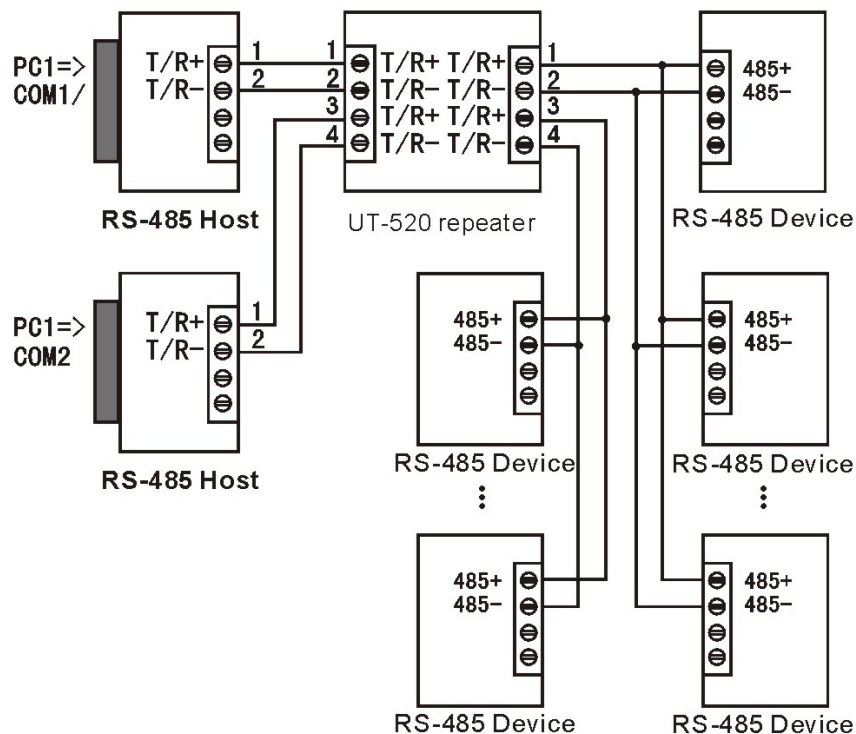 PC1=>
COM1/
T/R+
T/R-
1
2
RS-485 Host
1
2
3
4
T/R+ T/R+
T/R- T/R-
T/R+ T/R+
T/R- T/R-
1
2
3
4
UT-520 repeater
485+
485-
RS-485 Device
PC1=>
COM2
T/R+
T/R-
1
2
RS-485 Host
485+
485-
RS-485 Device
485+
485-
RS-485 Device
485+
485-
RS-485 Device
485+
485-
RS-485 Device